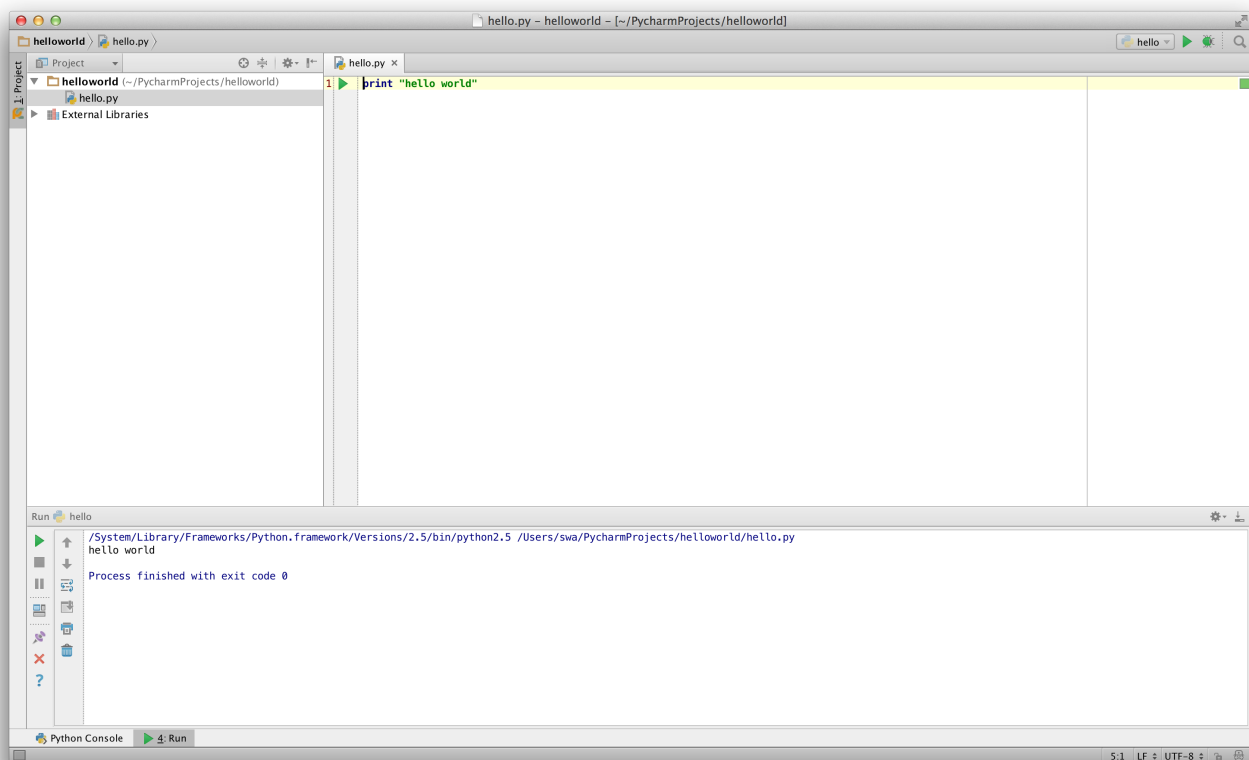 hello.py – helloworld – [~/PycharmProjects/helloworld]
helloworld hello.py hello
1: Project
Project
helloworld (~/PycharmProjects/helloworld)
hello.py
External Libraries
hello.py ×
1 print "hello world"
Run hello
/System/Library/Frameworks/Python.framework/Versions/2.5/bin/python2.5 /Users/swa/PycharmProjects/helloworld/hello.py
hello world
Process finished with exit code 0
Python Console 4: Run
5:1 LF UTF-8